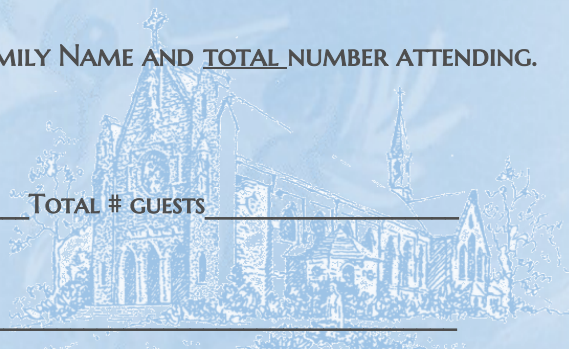 MILY NAME AND TOTAL NUMBER ATTENDING.
TOTAL # GUESTS